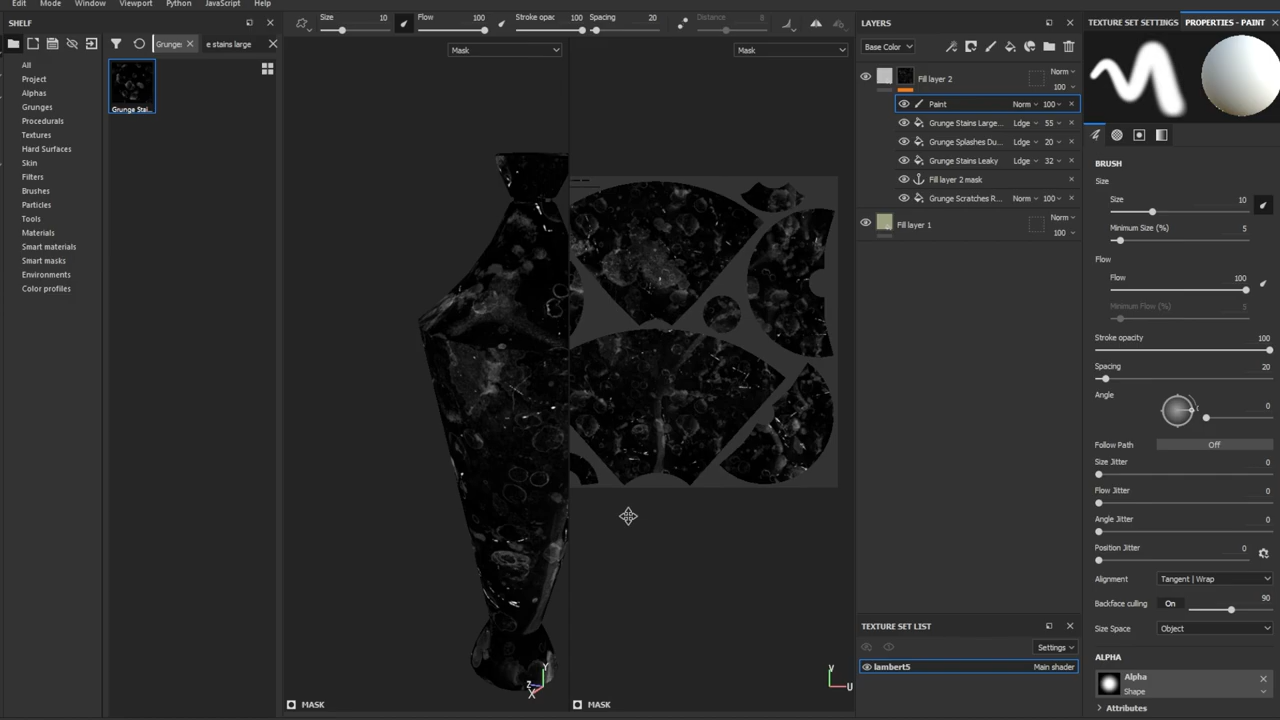 Edit Mode Window Viewport Python JavaScript Help
SHELF
Grunge e stains large
All
Project
Alphas
Grunges
Procedurals
Textures
Hard Surfaces
Skin
Filters
Brushes
Particles
Tools
Materials
Smart materials
Smart masks
Environments
Color profiles
Grunge Stai...
Size 10 Flow 100 Stroke opac 100 Spacing 20 Distance 8
Mask
Mask
Y
Z
X
V
U
MASK
MASK
LAYERS
Base Color
Fill layer 2 Norm
100
Paint Norm 100
Grunge Stains Large... Ldge 55
Grunge Splashes Du... Ldge 20
Grunge Stains Leaky Ldge 32
Fill layer 2 mask
Grunge Scratches R... Norm 100
Fill layer 1 Norm
100
TEXTURE SET LIST
Settings
lambert5 Main shader
TEXTURE SET SETTINGS PROPERTIES - PAINT
BRUSH
Size
Size 10
Minimum Size (%) 5
Flow
Flow 100
Minimum Flow (%) 5
Stroke opacity 100
Spacing 20
Angle 0
Follow Path Off
Size Jitter 0
Flow Jitter 0
Angle Jitter 0
Position Jitter 0
Alignment Tangent | Wrap
Backface culling On 90
Size Space Object
ALPHA
Alpha
Shape
Attributes